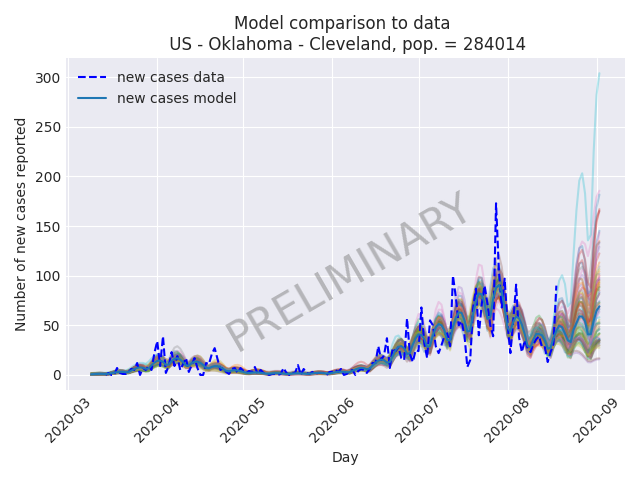 Model comparison to data
US - Oklahoma - Cleveland, pop. = 284014
new cases data
new cases model
PRELIMINARY
Number of new cases reported
300
250
200
150
100
50
0
2020-03
2020-04
2020-05
2020-06
2020-07
2020-08
2020-09
Day